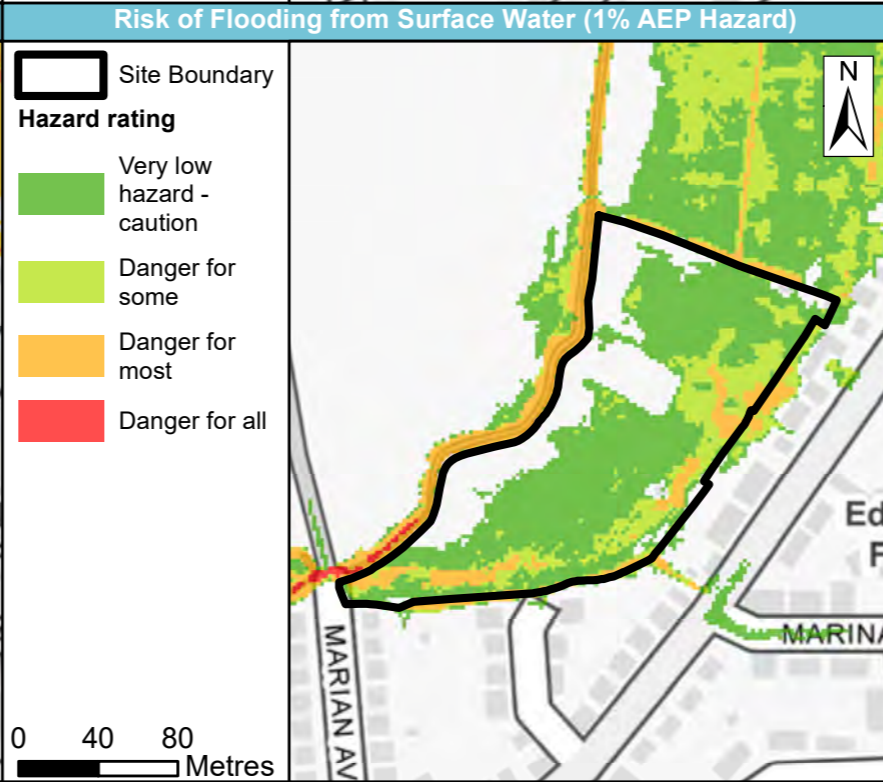 Risk of Flooding from Surface Water (1% AEP Hazard)
Site Boundary
Hazard rating
Very low
hazard -
caution
Danger for
some
Danger for
most
Danger for all
0 40 80
Metres
N
Ed
F
MARINA
MARIAN AV